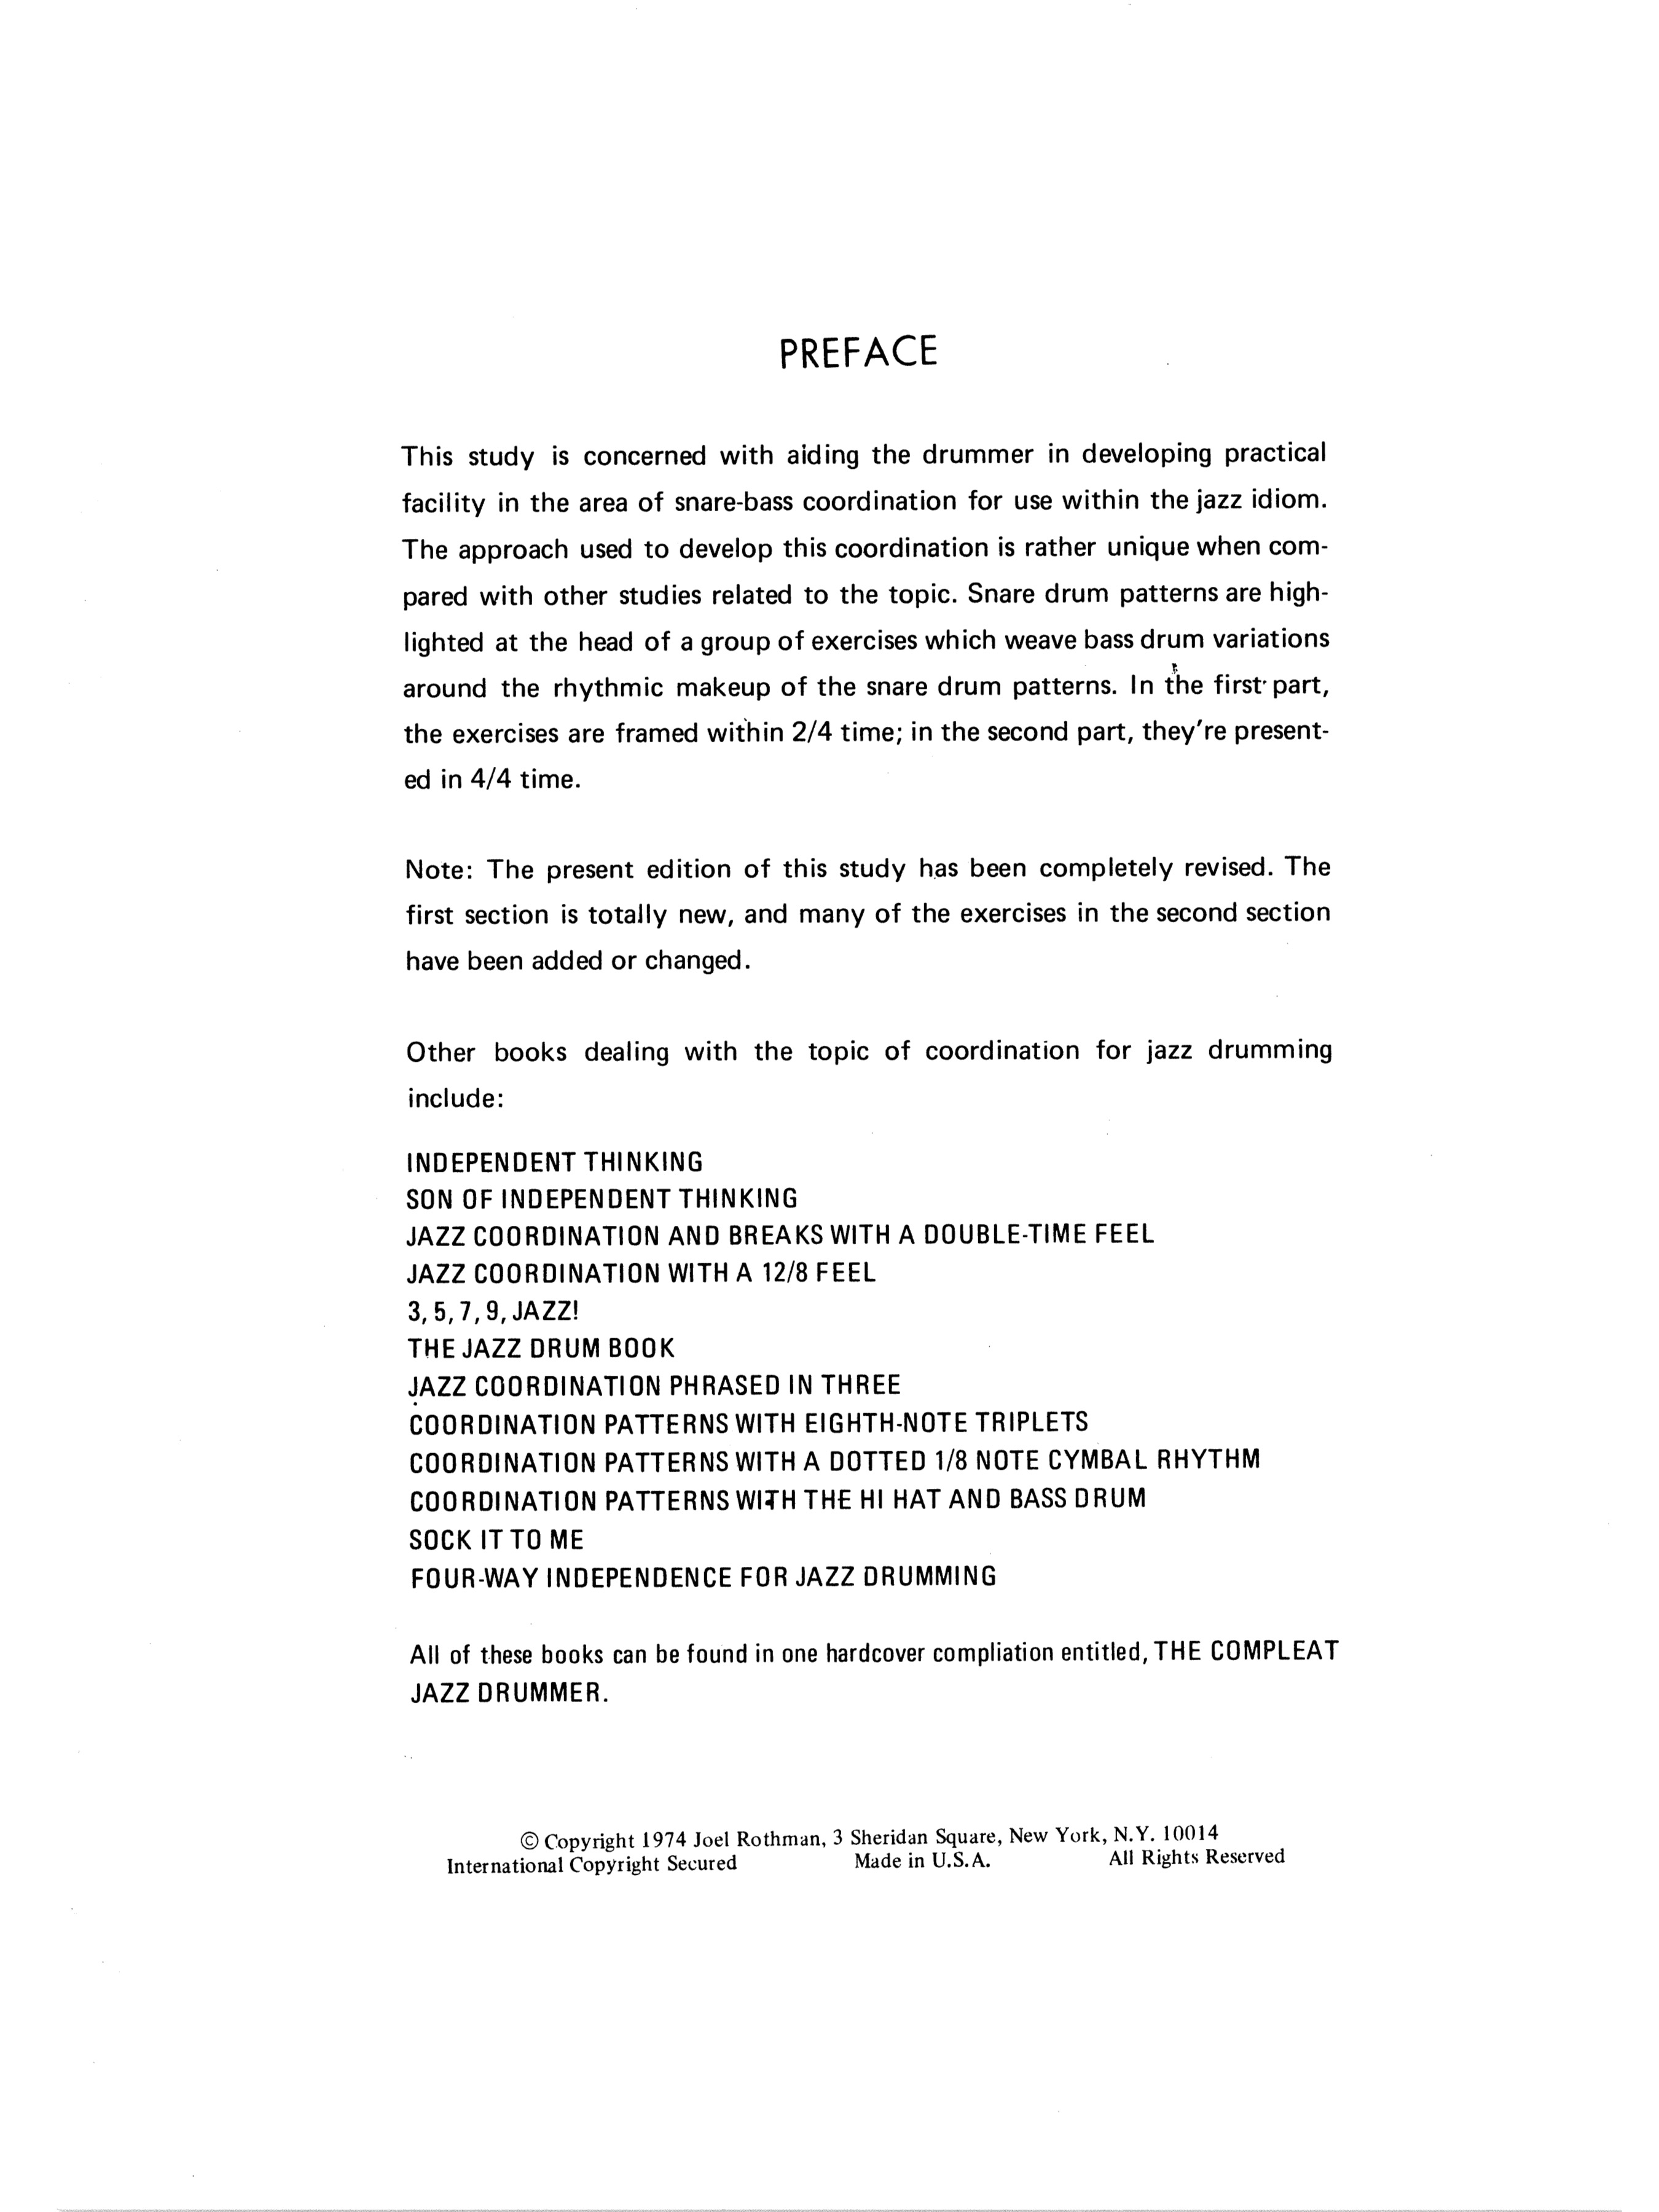 PREFACE
This study is concerned with aiding the drummer in developing practical
facility in the area of snare-bass coordination for use within the jazz idiom.
The approach used to develop this coordination is rather unique when com-
pared with other studies related to the topic. Snare drum patterns are high-
lighted at the head of a group of exercises which weave bass drum variations
around the rhythmic makeup of the snare drum patterns. In the first part,
the exercises are framed within 2/4 time; in the second part, they're present-
ed in 4/4 time.
Note: The present edition of this study has been completely revised. The
first section is totally new, and many of the exercises in the second section
have been added or changed.
Other books dealing with the topic of coordination for jazz drumming
include:
INDEPENDENT THINKING
SON OF INDEPENDENT THINKING
JAZZ COORDINATION AND BREAKS WITH A DOUBLE-TIME FEEL
JAZZ COORDINATION WITH A 12/8 FEEL
3, 5, 7, 9, JAZZ!
THE JAZZ DRUM BOOK
JAZZ COORDINATION PHRASED IN THREE
COORDINATION PATTERNS WITH EIGHTH-NOTE TRIPLETS
COORDINATION PATTERNS WITH A DOTTED 1/8 NOTE CYMBAL RHYTHM
COORDINATION PATTERNS WITH THE HI HAT AND BASS DRUM
SOCK IT TO ME
FOUR-WAY INDEPENDENCE FOR JAZZ DRUMMING
All of these books can be found in one hardcover compliation entitled, THE COMPLEAT
JAZZ DRUMMER.
© Copyright 1974 Joel Rothman, 3 Sheridan Square, New York, N.Y. 10014
International Copyright Secured Made in U.S.A. All Rights Reserved